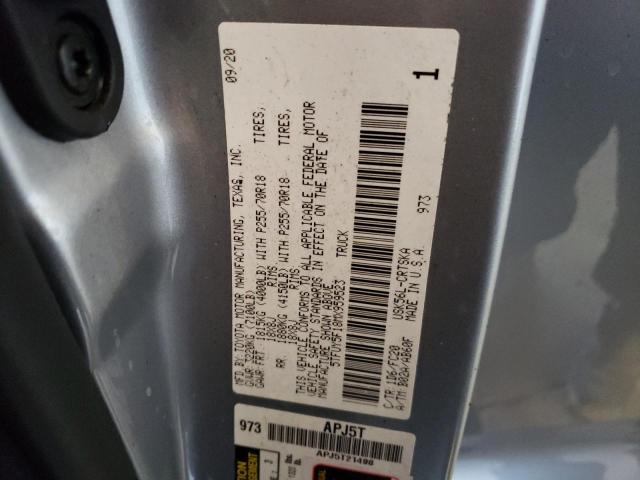 MFD BY: TOYOTA MOTOR MANUFACTURING, TEXAS, INC. 09/20
GVWR 3220KG (7100LB)
GAWR FRT. 1815KG (4000LB) WITH P255/70R18 TIRES,
18X8J RIMS
RR. 1880KG (4150LB) WITH P255/70R18 TIRES,
18X8J RIMS
THIS VEHICLE CONFORMS TO ALL APPLICABLE FEDERAL MOTOR
VEHICLE SAFETY STANDARDS IN EFFECT ON THE DATE OF
MANUFACTURE SHOWN ABOVE.
TRUCK
C/TR 1D6/FC20
A/TM B02A/AB60F
USK56L-CRTSKA 973
MADE IN U.S.A.
1
973 APJ5T
APJ5T21498